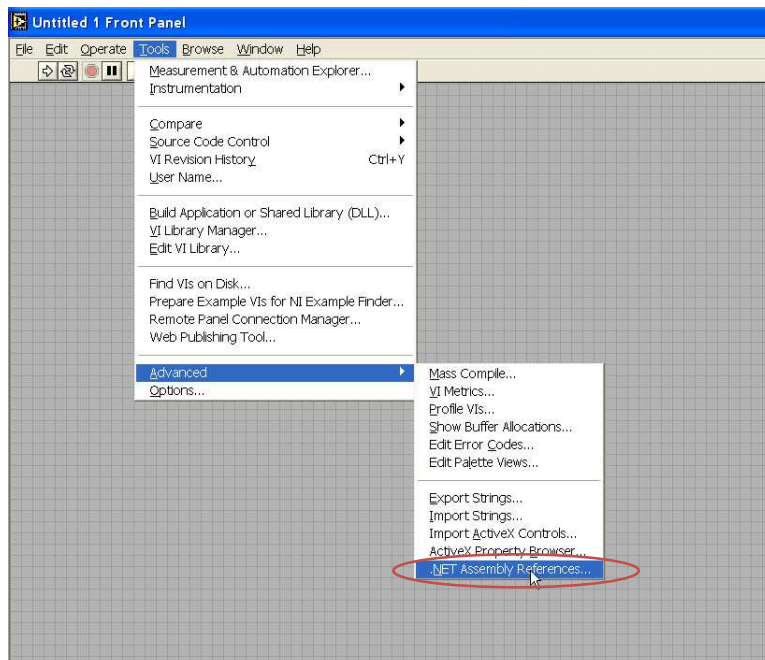 Untitled 1 Front Panel
File Edit Operate Tools Browse Window Help
Measurement & Automation Explorer...
Instrumentation
Compare
Source Code Control
VI Revision History Ctrl+Y
User Name...
Build Application or Shared Library (DLL)...
VI Library Manager...
Edit VI Library...
Find VIs on Disk...
Prepare Example VIs for NI Example Finder...
Remote Panel Connection Manager...
Web Publishing Tool...
Advanced
Options...
Mass Compile...
VI Metrics...
Profile VIs...
Show Buffer Allocations...
Edit Error Codes...
Edit Palette Views...
Export Strings...
Import Strings...
Import ActiveX Controls...
ActiveX Property Browser...
.NET Assembly References...